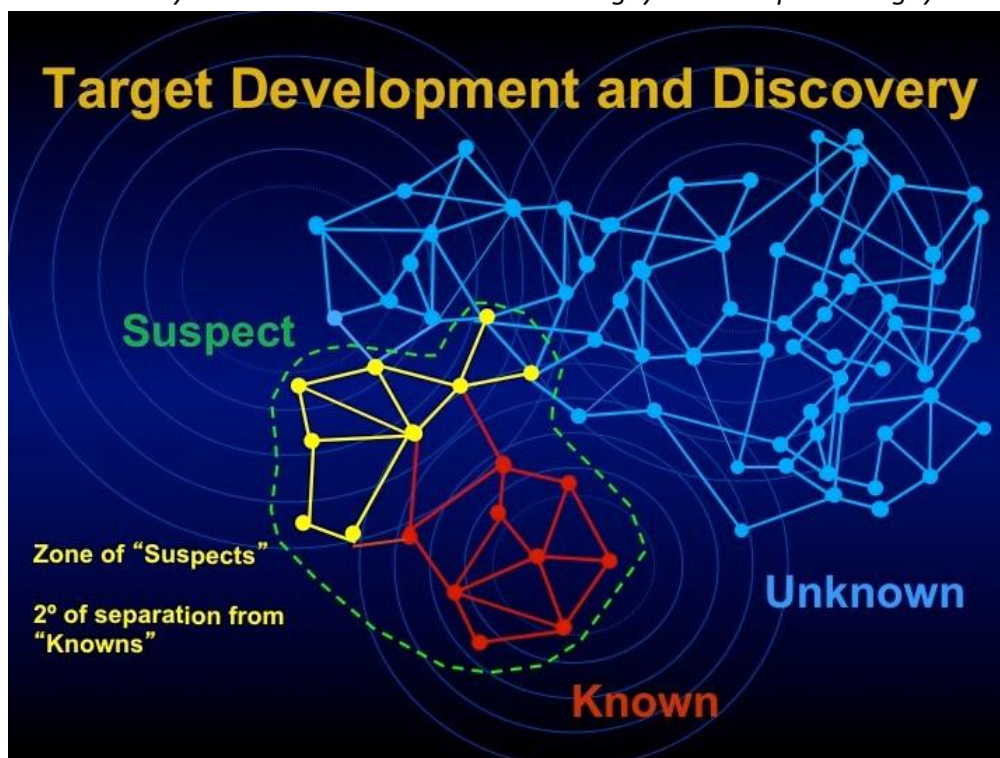 Target Development and Discovery
Suspect
Zone of “Suspects”
2º of separation from
“Knowns”
Unknown
Known